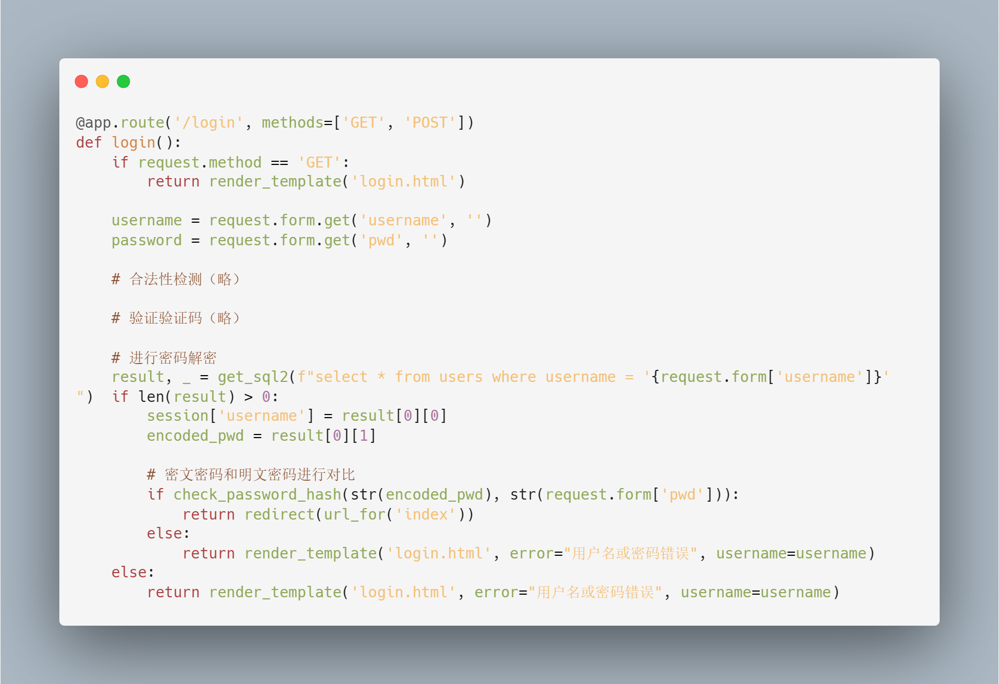 @app.route('/login', methods=['GET', 'POST'])
def login():
    if request.method == 'GET':
        return render_template('login.html')
    username = request.form.get('username', '')
    password = request.form.get('pwd', '')
    # 合法性检测（略）
    # 验证验证码（略）
    # 进行密码解密
    result, _ = get_sql2(f"select * from users where username = '{request.form['username']}'
")  if len(result) > 0:
        session['username'] = result[0][0]
        encoded_pwd = result[0][1]
        # 密文密码和明文密码进行对比
        if check_password_hash(str(encoded_pwd), str(request.form['pwd'])):
            return redirect(url_for('index'))
        else:
            return render_template('login.html', error="用户名或密码错误", username=username)
    else:
        return render_template('login.html', error="用户名或密码错误", username=username)